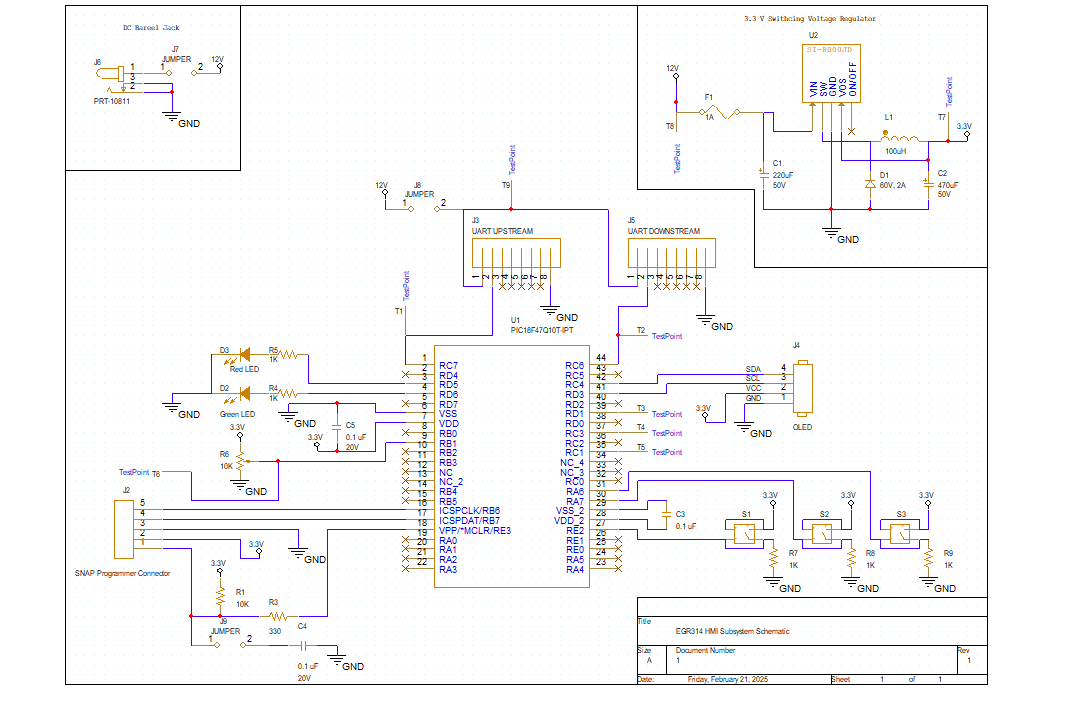 DC Bareel Jack
J6
PRT-10811
1
3
2
J7
JUMPER
1
2
12V
GND
3.3 V Swithcing Voltage Regulator
U2
SI-8000JD
VIN
SW
GND
VOS
ON/OFF
12V
F1
1A
T8
TestPoint
C1
220uF
50V
L1
100uH
T7
TestPoint
3.3V
D1
60V, 2A
C2
470uF
50V
GND
12V
J8
JUMPER
1
2
T9
TestPoint
J3
UART UPSTREAM
1
2
3
4
5
6
7
8
GND
J5
UART DOWNSTREAM
1
2
3
4
5
6
7
8
GND
T1
TestPoint
T2
TestPoint
U1
PIC18F47Q10T-IPT
1 RC7
2 RD4
3 RD5
4 RD6
5 RD7
6 VSS
7 VDD
8 RB0
9 RB1
10 RB2
11 RB3
12 NC
13 NC_2
14 RB4
15 RB5
16 ICSPCLK/RB6
17 ICSPDAT/RB7
18 VPP/*MCLR/RE3
19 RA0
20 RA1
21 RA2
22 RA3
RC6 44
RC5 43
RC4 42
RD3 41
RD2 40
RD1 39
RD0 38
RC3 37
RC2 36
RC1 35
NC_4 34
NC_3 33
RC0 32
RA6 31
RA7 30
VSS_2 29
VDD_2 28
RE2 27
RE1 26
RE0 25
RA5 24
RA4 23
D3
Red LED
R5
1K
D2
Green LED
R4
1K
GND
GND
C5
0.1 uF
20V
3.3V
3.3V
R6
10K
GND
TestPoint T6
T3 TestPoint
T4 TestPoint
T5 TestPoint
J4
SDA 4
SCL 3
VCC 2
GND 1
OLED
3.3V
GND
J2
5
4
3
2
1
SNAP Programmer Connector
3.3V
GND
3.3V
R1
10K
R3
330
J9
JUMPER
1
2
C4
0.1 uF
20V
GND
C3
0.1 uF
S1
3.3V
R7
1K
GND
S2
3.3V
R8
1K
GND
S3
3.3V
R9
1K
GND
Title
EGR314 HMI Subsystem Schematic
Size
A
Document Number
1
Rev
1
Date:
Friday, February 21, 2025
Sheet
1
of
1